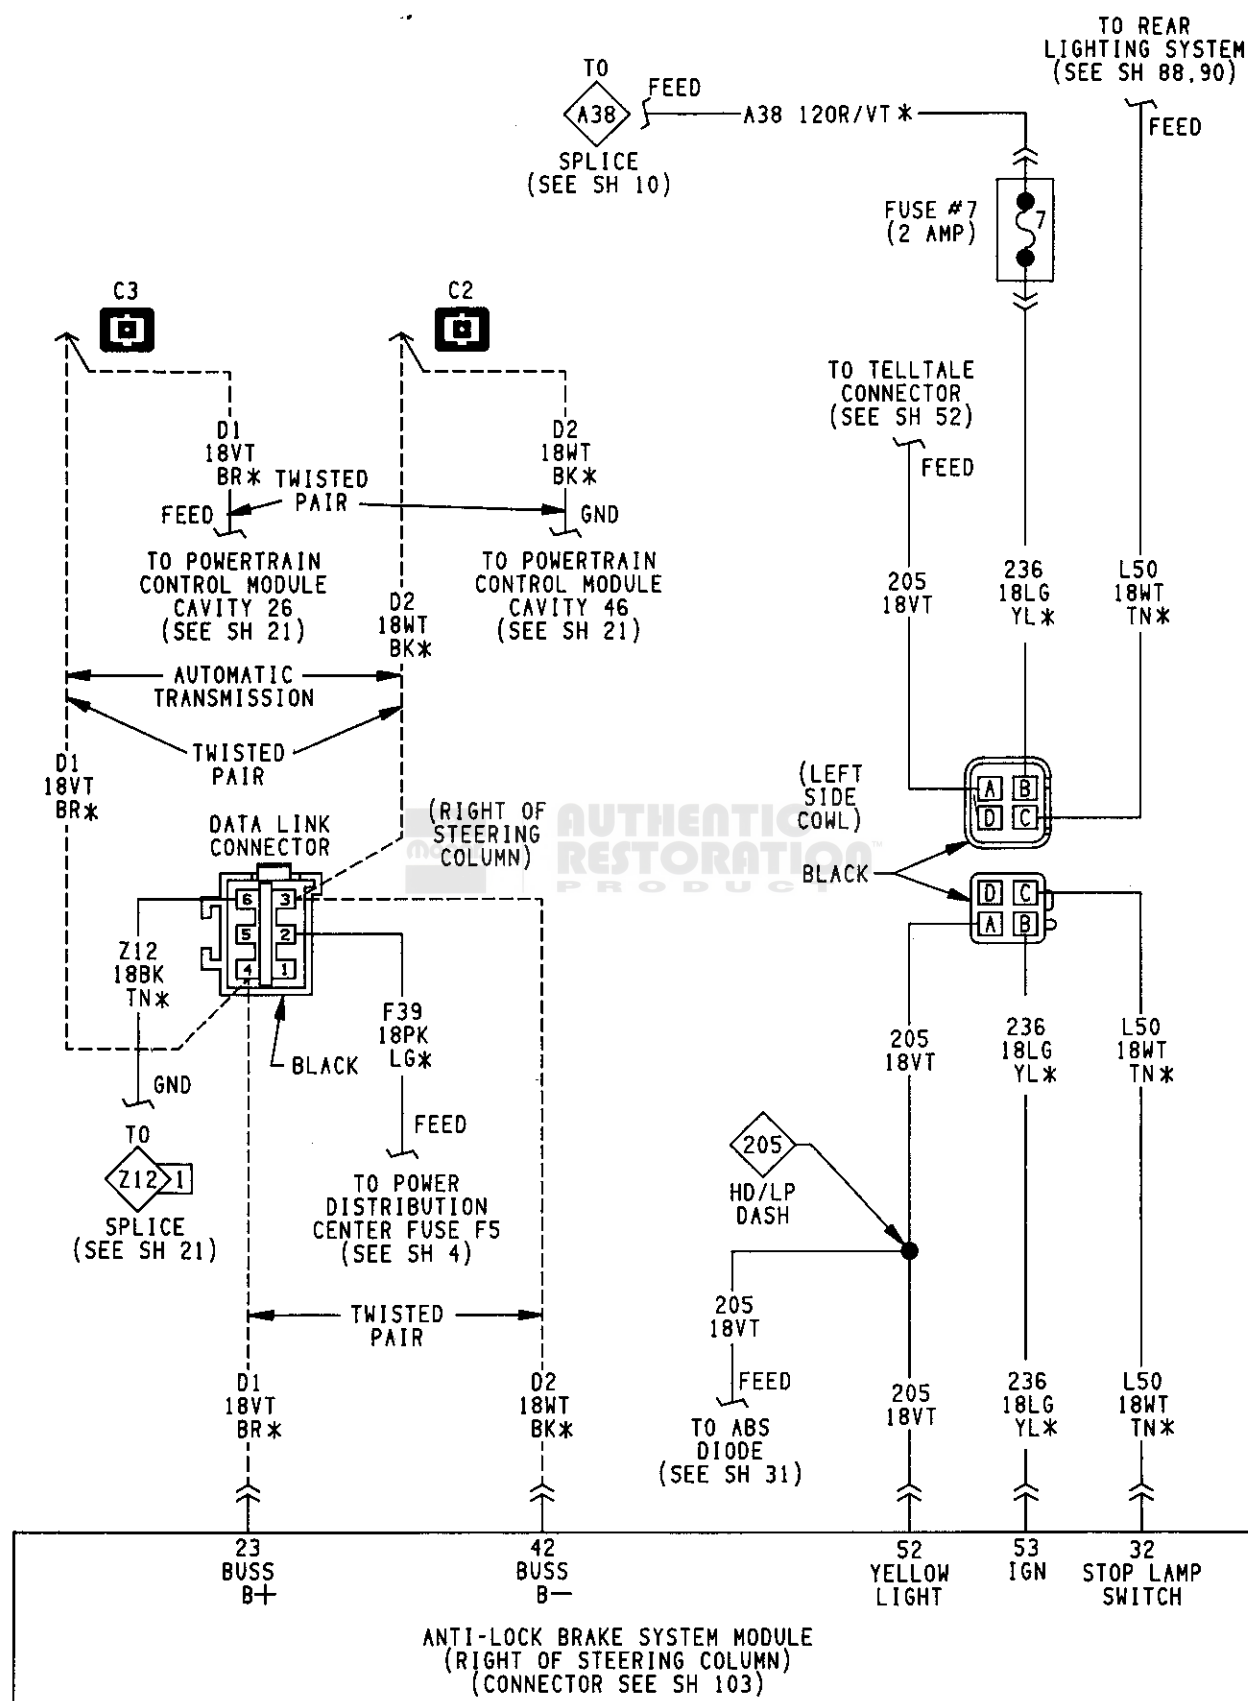 TO REAR
LIGHTING SYSTEM
(SEE SH 88,90)
FEED
TO
A38
FEED
A38 12OR/VT*
SPLICE
(SEE SH 10)
FUSE #7
(2 AMP)
7
C3
C2
TO TELLTALE
CONNECTOR
(SEE SH 52)
FEED
D1
18VT
BR*
D2
18WT
BK*
TWISTED
PAIR
FEED
GND
TO POWERTRAIN
CONTROL MODULE
CAVITY 26
(SEE SH 21)
TO POWERTRAIN
CONTROL MODULE
CAVITY 46
(SEE SH 21)
D2
18WT
BK*
205
18VT
236
18LG
YL*
L50
18WT
TN*
AUTOMATIC
TRANSMISSION
TWISTED
PAIR
D1
18VT
BR*
(LEFT
SIDE
COWL)
A B
D C
DATA LINK
CONNECTOR
(RIGHT OF
STEERING
COLUMN)
AUTHENTIC
RESTORATION™
PRODUCT
BLACK
D C
A B
6 3
5 2
4 1
Z12
18BK
TN*
F39
18PK
LG*
BLACK
GND
205
18VT
236
18LG
YL*
L50
18WT
TN*
FEED
TO
Z12 1
SPLICE
(SEE SH 21)
TO POWER
DISTRIBUTION
CENTER FUSE F5
(SEE SH 4)
205
HD/LP
DASH
TWISTED
PAIR
205
18VT
D1
18VT
BR*
D2
18WT
BK*
FEED
TO ABS
DIODE
(SEE SH 31)
205
18VT
236
18LG
YL*
L50
18WT
TN*
23
BUSS
B+
42
BUSS
B-
52
YELLOW
LIGHT
53
IGN
32
STOP LAMP
SWITCH
ANTI-LOCK BRAKE SYSTEM MODULE
(RIGHT OF STEERING COLUMN)
(CONNECTOR SEE SH 103)